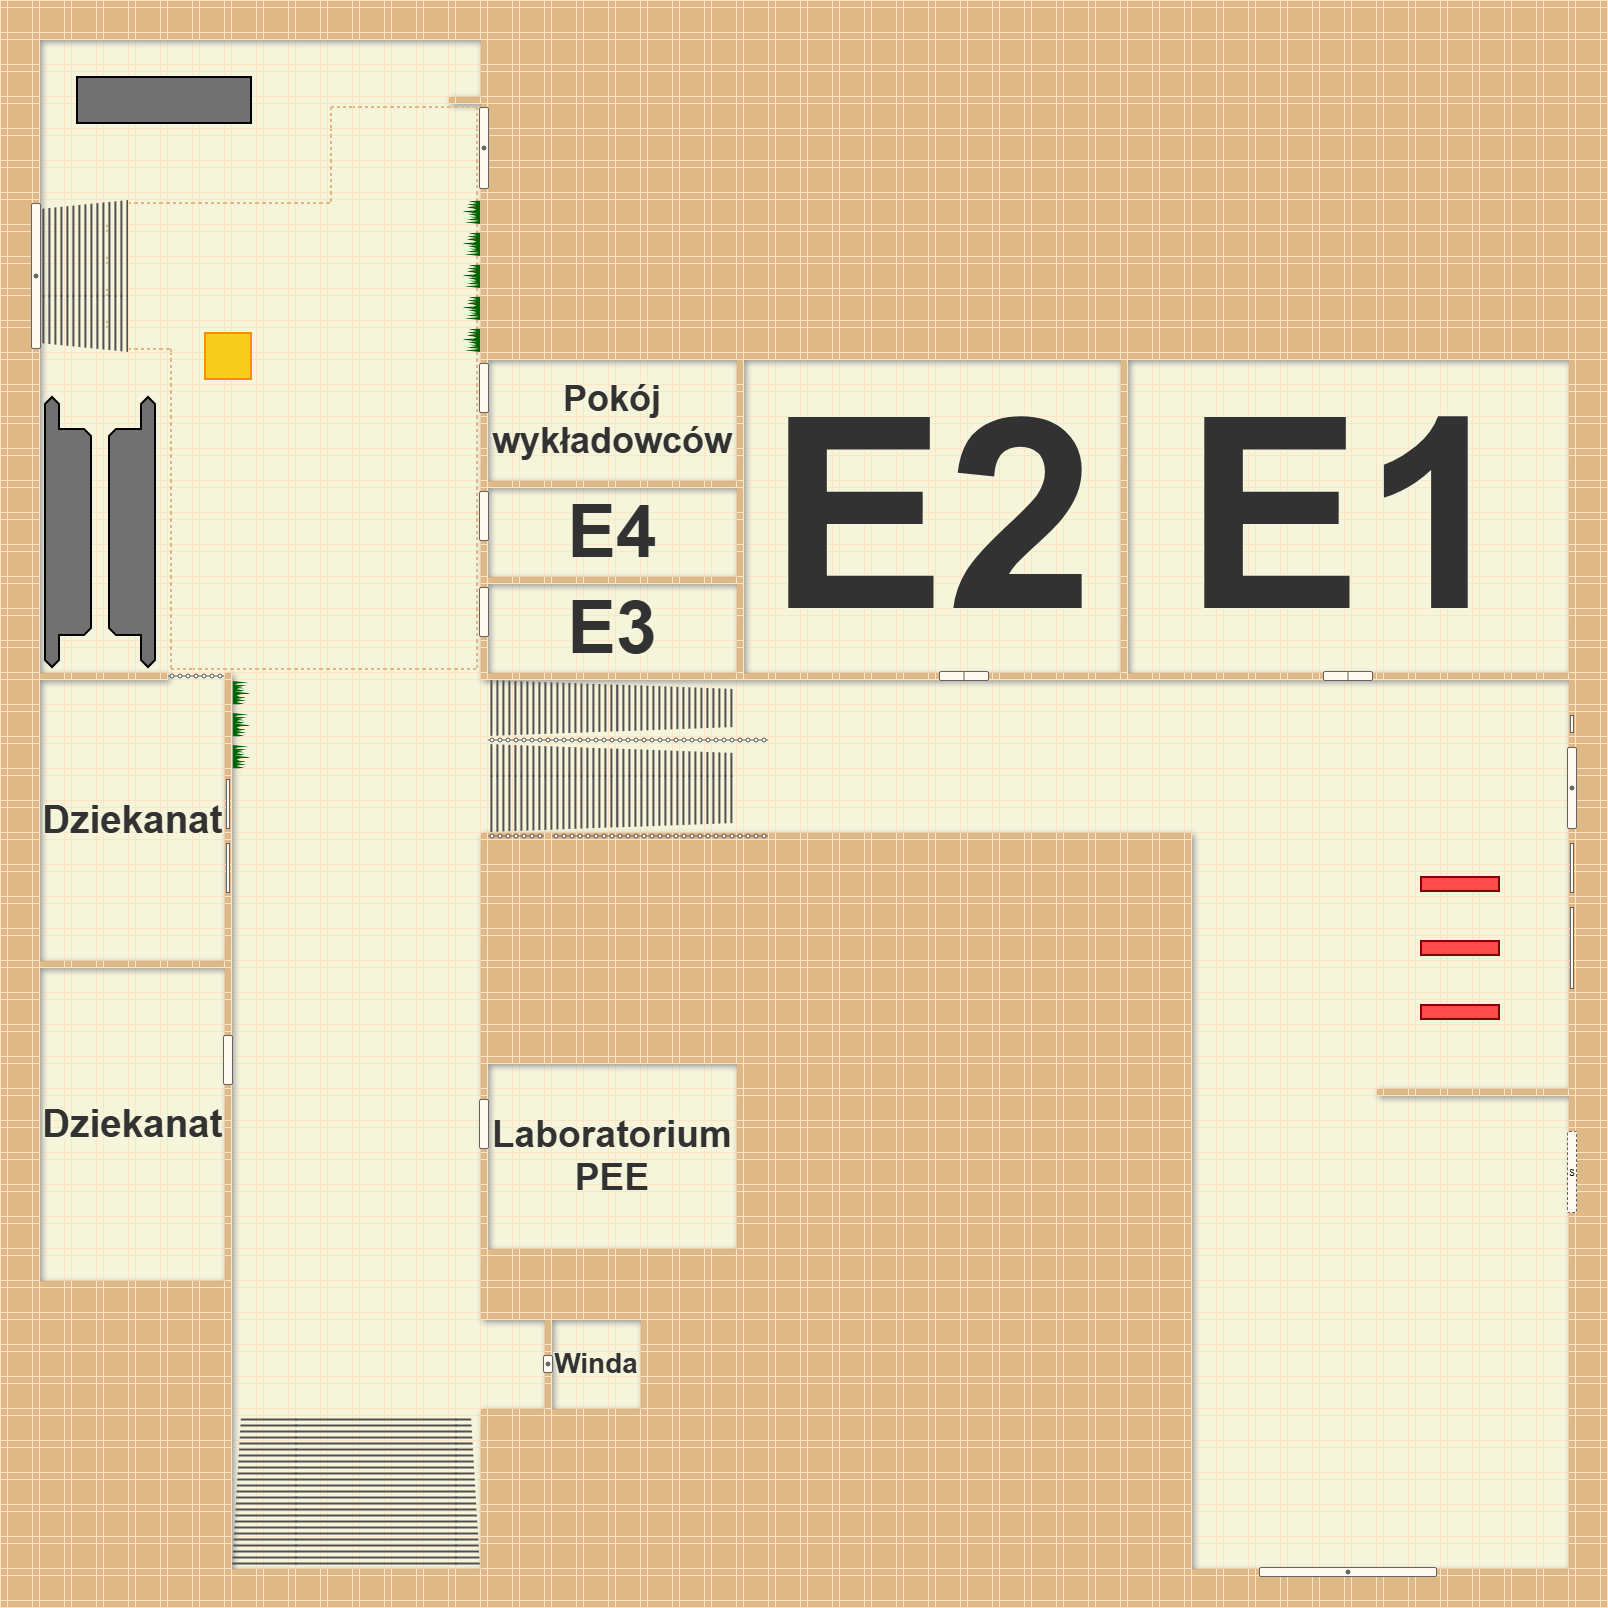 Pokój
wykładowców
E2
E1
E4
E3
Dziekanat
Dziekanat
Laboratorium
PEE
s
Winda